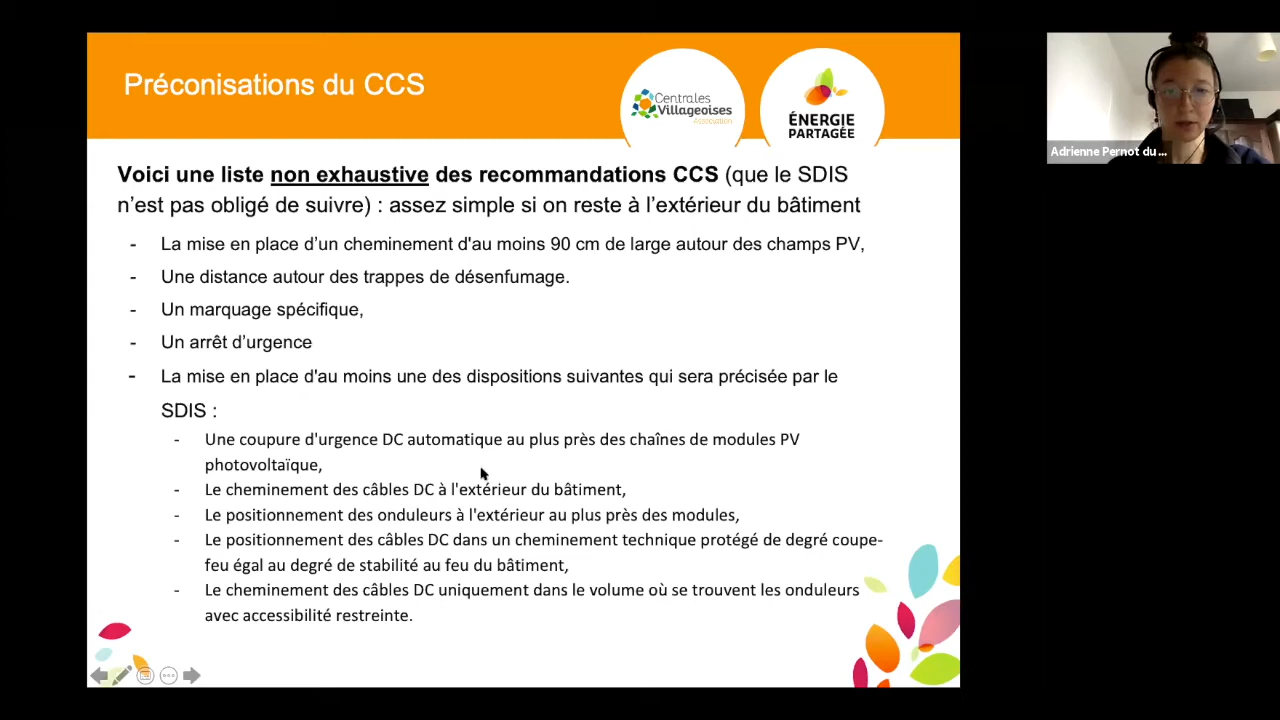 Préconisations du CCS
Centrales
Villageoises
Association
ÉNERGIE
PARTAGÉE
Adrienne Pernot du ...
Voici une liste non exhaustive des recommandations CCS (que le SDIS
n'est pas obligé de suivre) : assez simple si on reste à l'extérieur du bâtiment
- La mise en place d'un cheminement d'au moins 90 cm de large autour des champs PV,
- Une distance autour des trappes de désenfumage.
- Un marquage spécifique,
- Un arrêt d'urgence
- La mise en place d'au moins une des dispositions suivantes qui sera précisée par le
SDIS :
- Une coupure d'urgence DC automatique au plus près des chaînes de modules PV
photovoltaïque,
- Le cheminement des câbles DC à l'extérieur du bâtiment,
- Le positionnement des onduleurs à l'extérieur au plus près des modules,
- Le positionnement des câbles DC dans un cheminement technique protégé de degré coupe-
feu égal au degré de stabilité au feu du bâtiment,
- Le cheminement des câbles DC uniquement dans le volume où se trouvent les onduleurs
avec accessibilité restreinte.